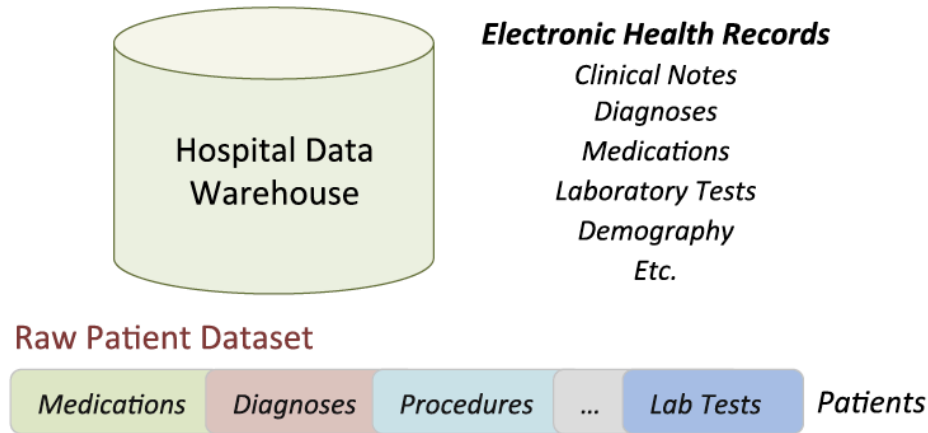 Hospital Data
Warehouse
Electronic Health Records
Clinical Notes
Diagnoses
Medications
Laboratory Tests
Demography
Etc.
Raw Patient Dataset
Medications Diagnoses Procedures ... Lab Tests Patients